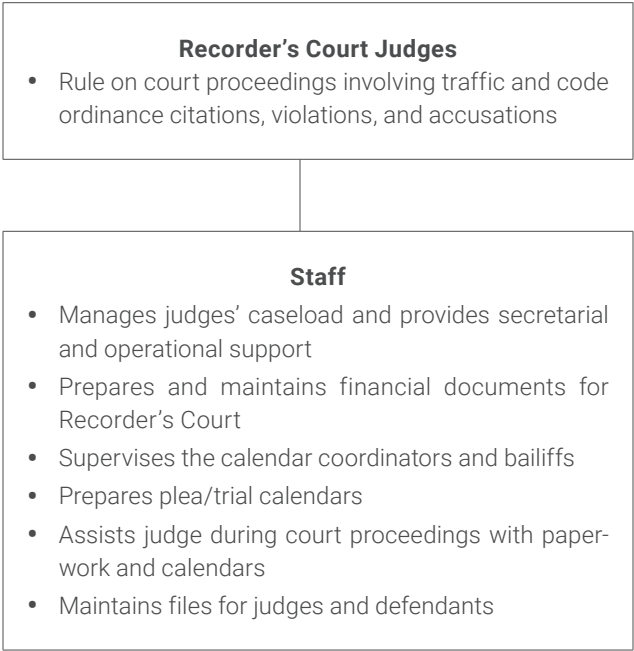 Recorder’s Court Judges
• Rule on court proceedings involving traffic and code
ordinance citations, violations, and accusations
Staff
• Manages judges’ caseload and provides secretarial
and operational support
• Prepares and maintains financial documents for
Recorder’s Court
• Supervises the calendar coordinators and bailiffs
• Prepares plea/trial calendars
• Assists judge during court proceedings with paper-
work and calendars
• Maintains files for judges and defendants